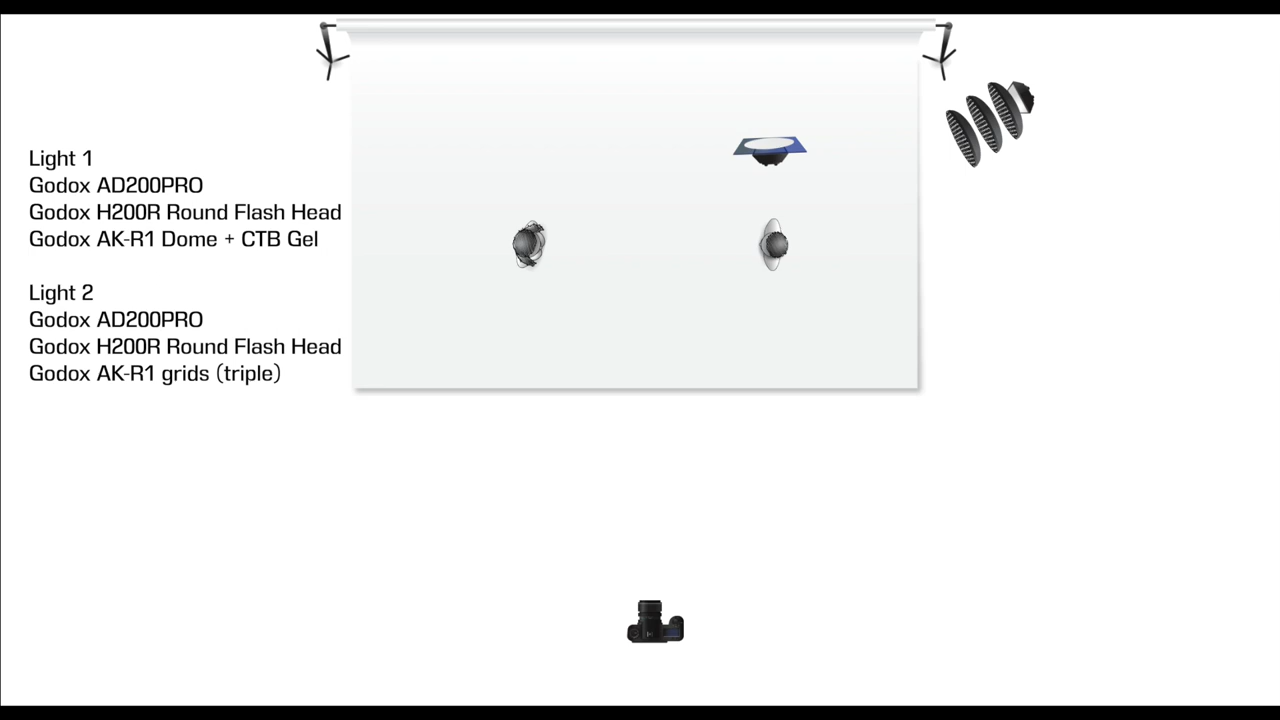 Light 1
Godox AD200PRO
Godox H200R Round Flash Head
Godox AK-R1 Dome + CTB Gel
Light 2
Godox AD200PRO
Godox H200R Round Flash Head
Godox AK-R1 grids (triple)